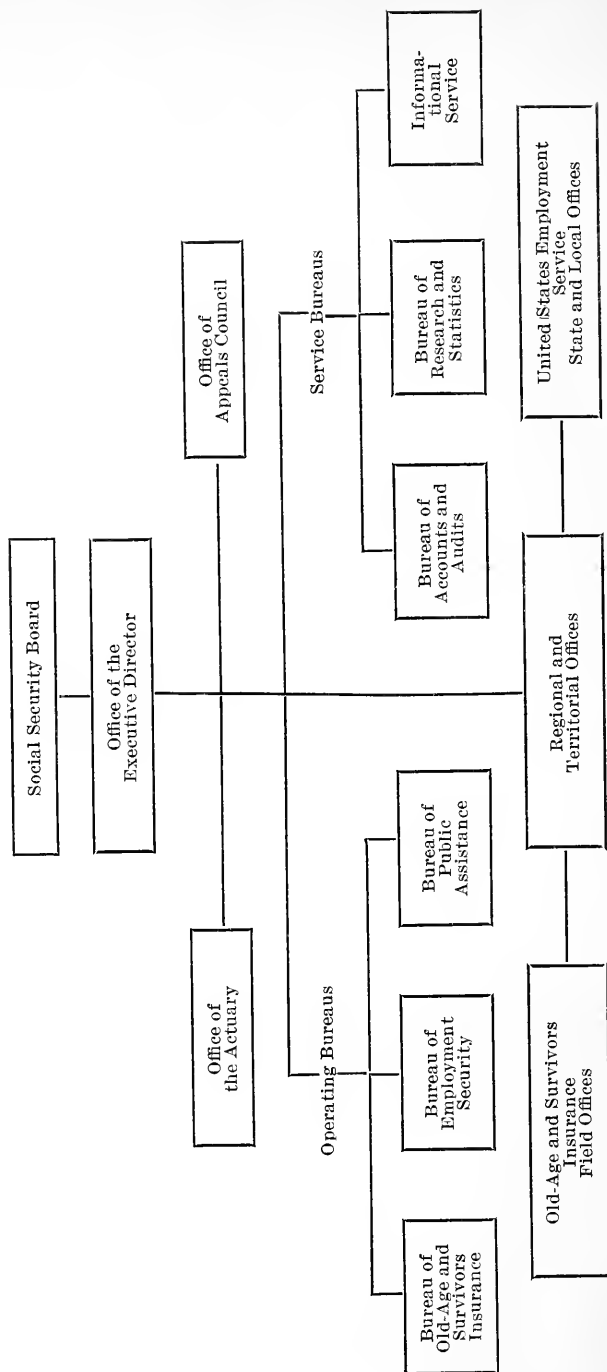 Social Security Board
Office of the
Executive Director
Office of
the Actuary
Office of
Appeals Council
Operating Bureaus
Service Bureaus
Bureau of
Old-Age and
Survivors
Insurance
Bureau of
Employment
Security
Bureau of
Public
Assistance
Bureau of
Accounts and
Audits
Bureau of
Research and
Statistics
Informa-
tional
Service
Old-Age and Survivors
Insurance
Field Offices
Regional and
Territorial Offices
United States Employment
Service
State and Local Offices